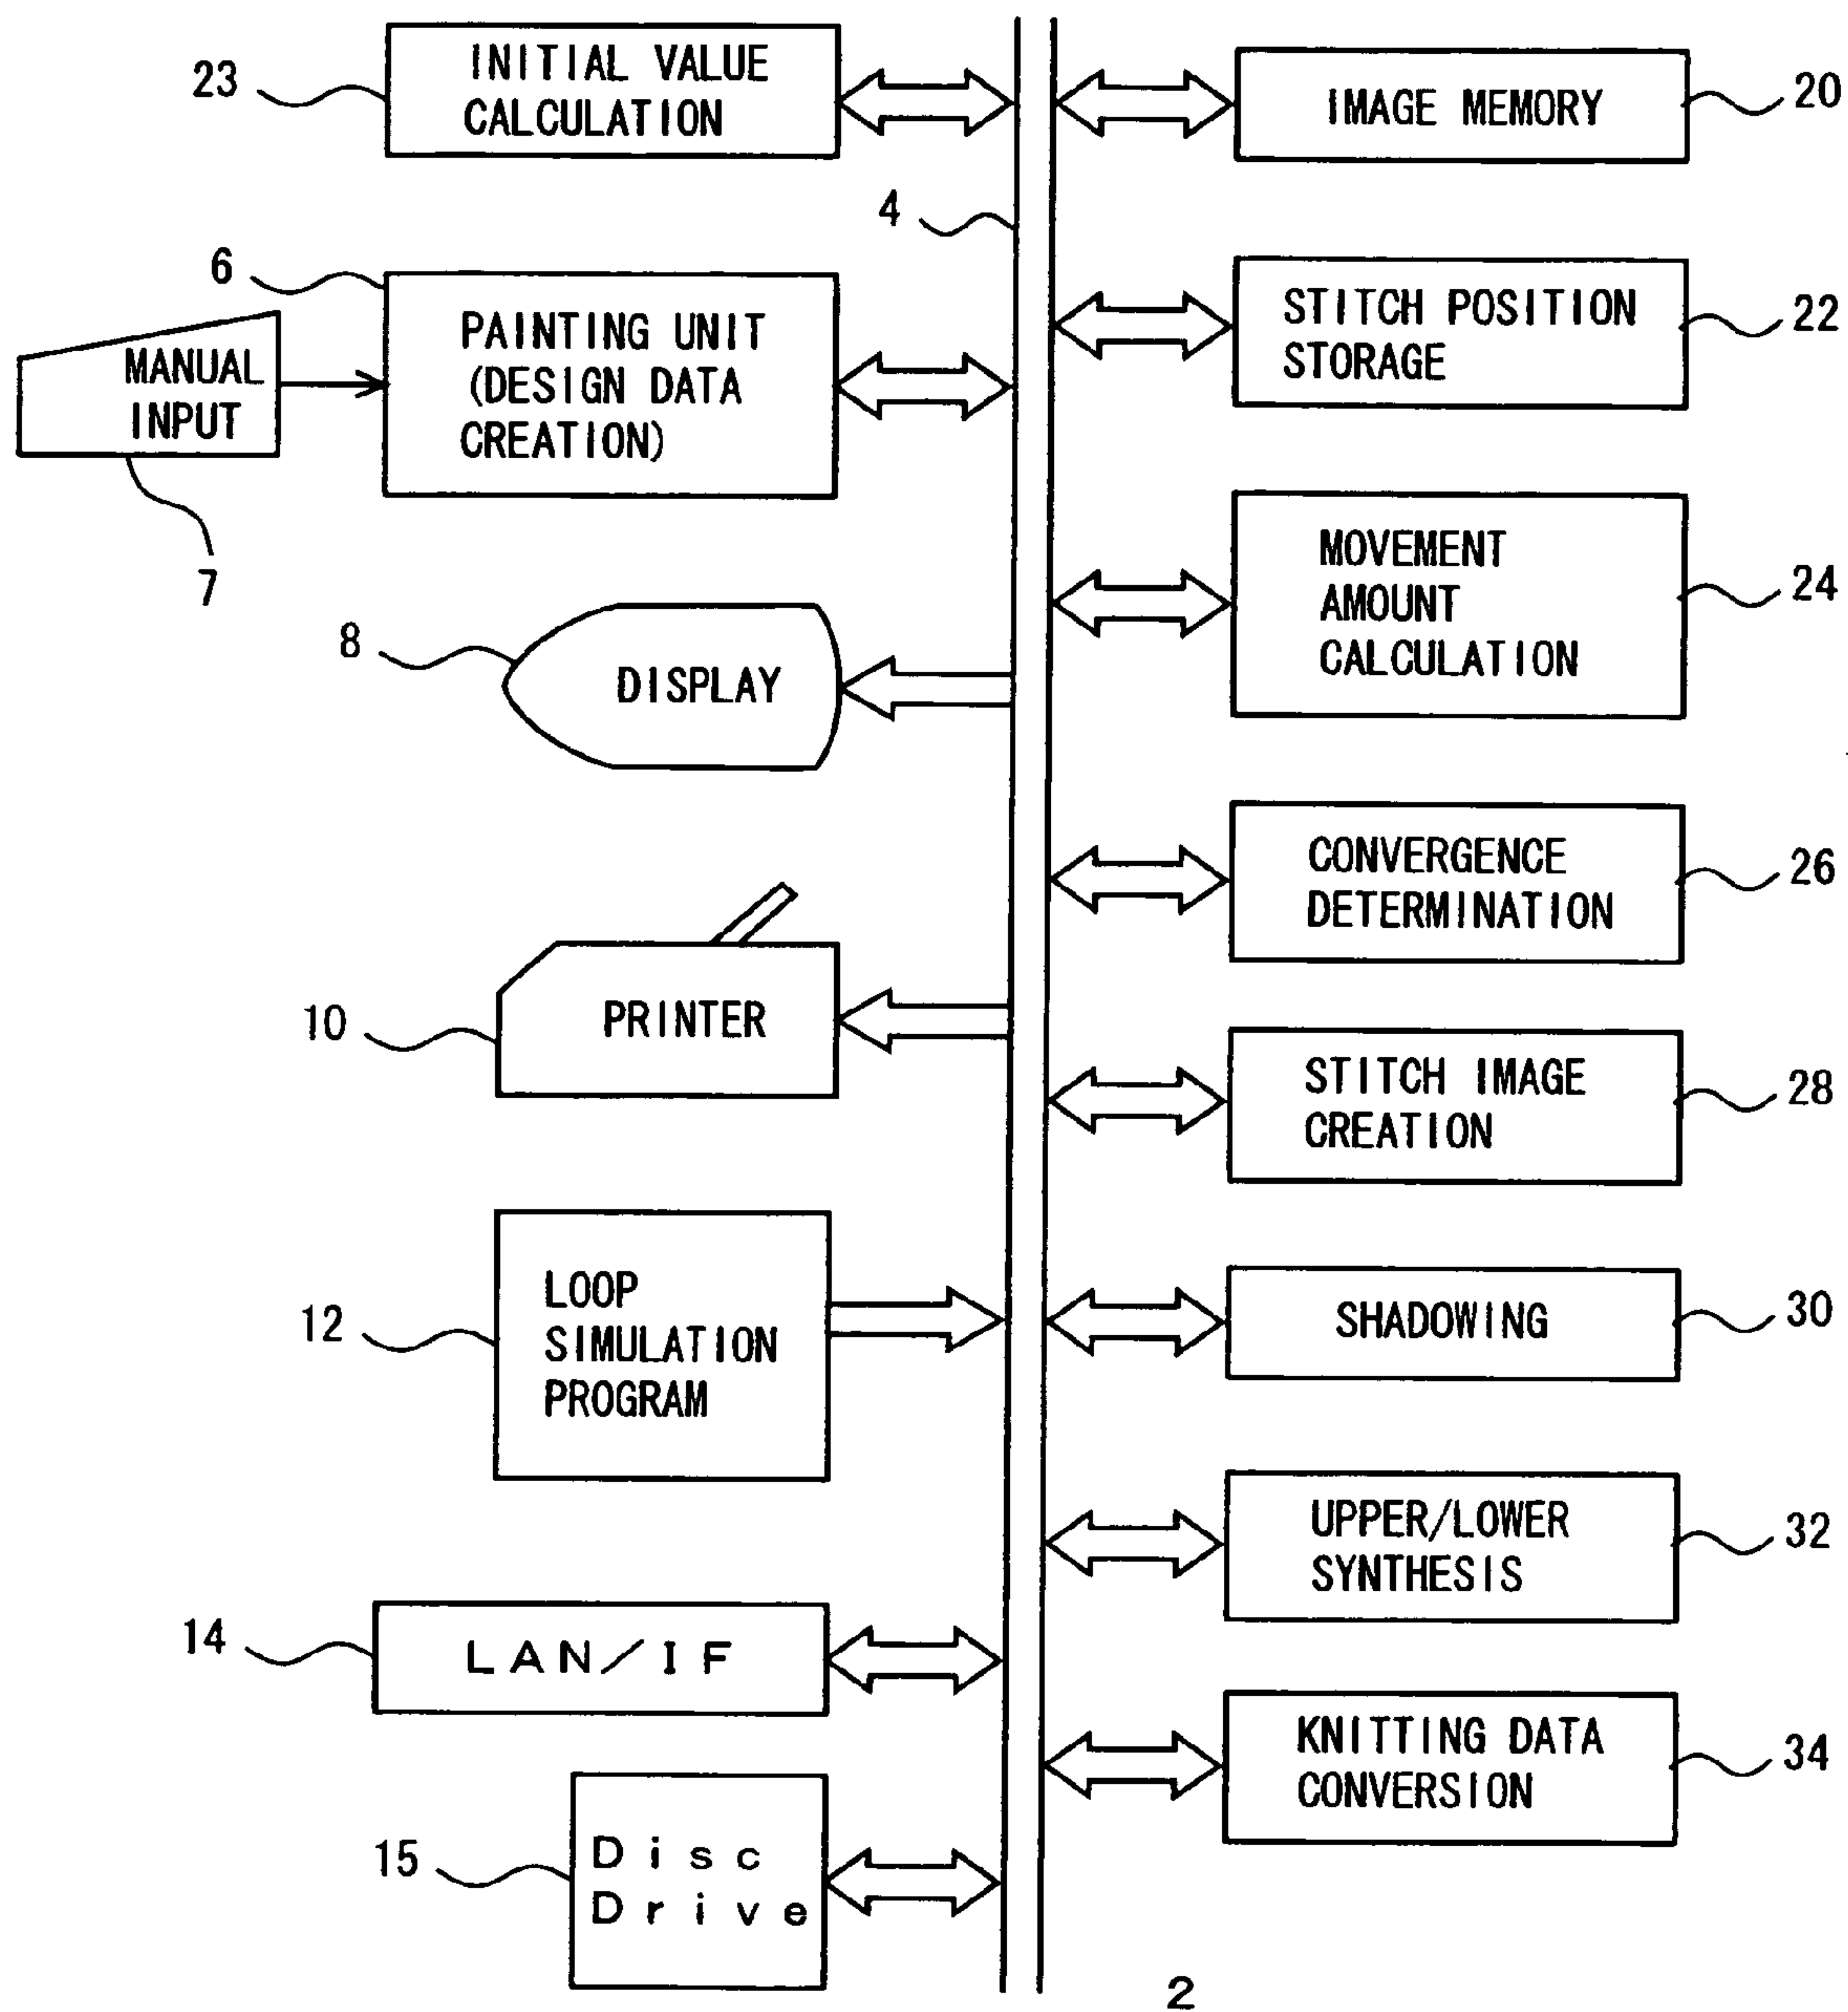 23
INITIAL VALUE
CALCULATION
IMAGE MEMORY
20
4
6
PAINTING UNIT
(DESIGN DATA
CREATION)
MANUAL
INPUT
7
STITCH POSITION
STORAGE
22
MOVEMENT
AMOUNT
CALCULATION
24
8
DISPLAY
CONVERGENCE
DETERMINATION
26
10
PRINTER
STITCH IMAGE
CREATION
28
12
LOOP
SIMULATION
PROGRAM
SHADOWING
30
UPPER/LOWER
SYNTHESIS
32
14
LAN/IF
KNITTING DATA
CONVERSION
34
15
Disc
Drive
2